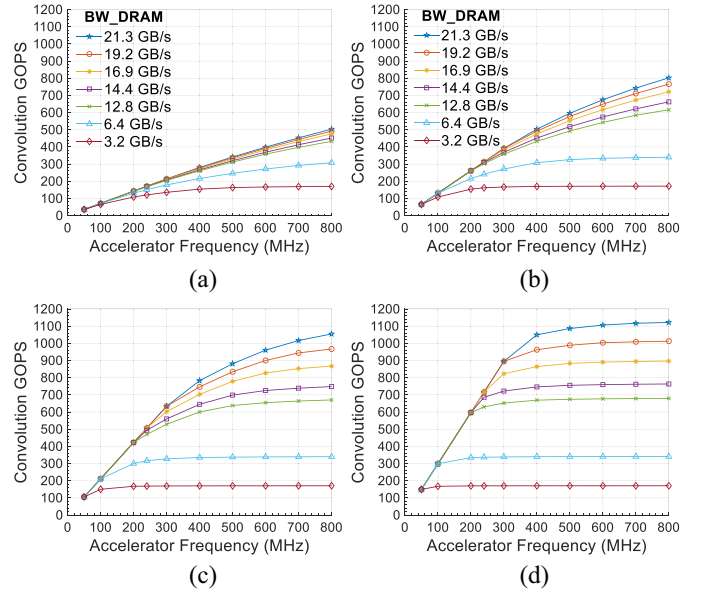 BW_DRAM
21.3 GB/s
19.2 GB/s
16.9 GB/s
14.4 GB/s
12.8 GB/s
6.4 GB/s
3.2 GB/s
1200
1100
1000
900
800
700
600
500
400
300
200
100
0
Convolution GOPS
0 100 200 300 400 500 600 700 800
Accelerator Frequency (MHz)
(a)
BW_DRAM
21.3 GB/s
19.2 GB/s
16.9 GB/s
14.4 GB/s
12.8 GB/s
6.4 GB/s
3.2 GB/s
1200
1100
1000
900
800
700
600
500
400
300
200
100
0
Convolution GOPS
0 100 200 300 400 500 600 700 800
Accelerator Frequency (MHz)
(b)
1200
1100
1000
900
800
700
600
500
400
300
200
100
0
Convolution GOPS
0 100 200 300 400 500 600 700 800
Accelerator Frequency (MHz)
(c)
1200
1100
1000
900
800
700
600
500
400
300
200
100
0
Convolution GOPS
0 100 200 300 400 500 600 700 800
Accelerator Frequency (MHz)
(d)